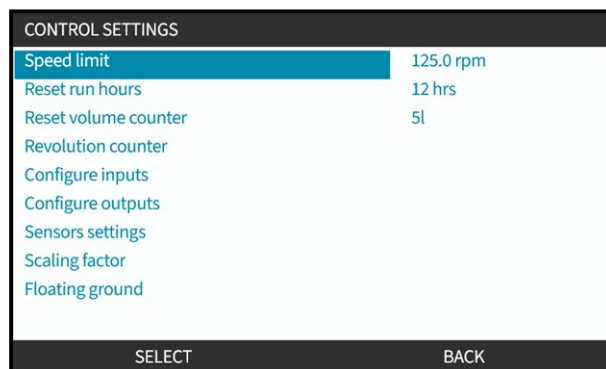 CONTROL SETTINGS
Speed limit 125.0 rpm
Reset run hours 12 hrs
Reset volume counter 5l
Revolution counter
Configure inputs
Configure outputs
Sensors settings
Scaling factor
Floating ground
SELECT BACK